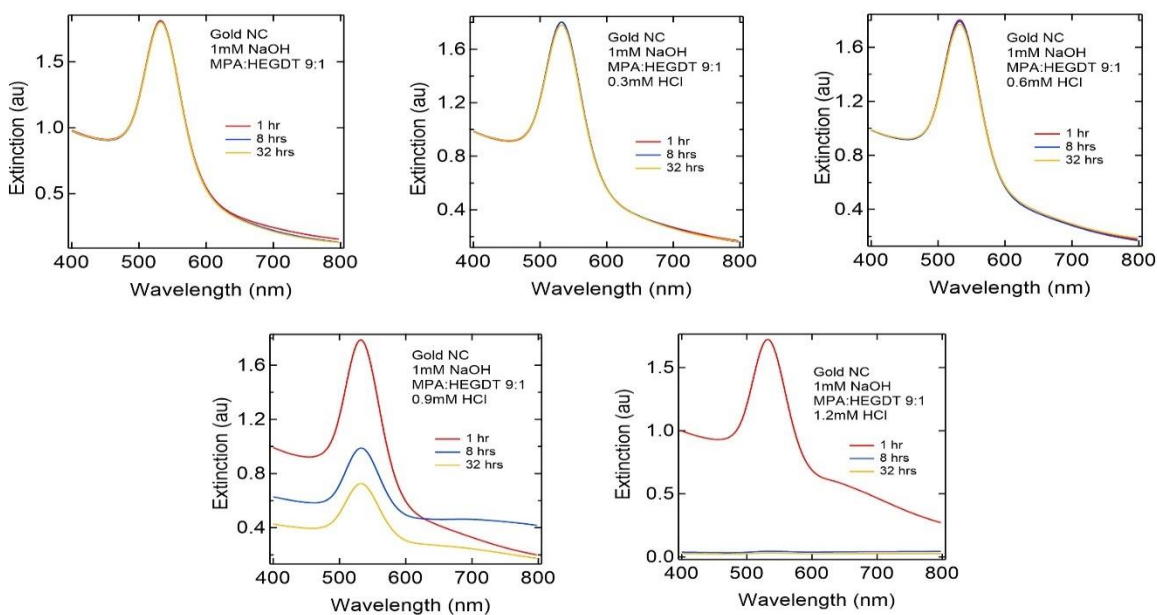 Extinction (au)
1.5
1.0
0.5
400 500 600 700 800
Wavelength (nm)
Gold NC
1mM NaOH
MPA:HEGDT 9:1
1 hr
8 hrs
32 hrs
Extinction (au)
1.6
1.2
0.8
0.4
400 500 600 700 800
Wavelength (nm)
Gold NC
1mM NaOH
MPA:HEGDT 9:1
0.3mM HCl
1 hr
8 hrs
32 hrs
Extinction (au)
1.6
1.2
0.8
0.4
400 500 600 700 800
Wavelength (nm)
Gold NC
1mM NaOH
MPA:HEGDT 9:1
0.6mM HCl
1 hr
8 hrs
32 hrs
Extinction (au)
1.6
1.2
0.8
0.4
400 500 600 700 800
Wavelength (nm)
Gold NC
1mM NaOH
MPA:HEGDT 9:1
0.9mM HCl
1 hr
8 hrs
32 hrs
Extinction (au)
1.5
1.0
0.5
0.0
400 500 600 700 800
Wavelength (nm)
Gold NC
1mM NaOH
MPA:HEGDT 9:1
1.2mM HCl
1 hr
8 hrs
32 hrs